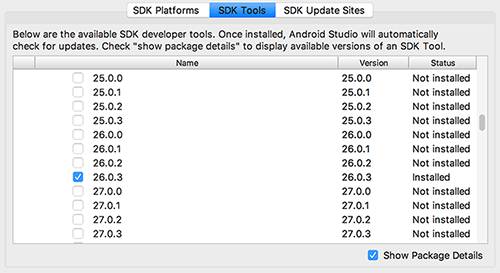 SDK Platforms SDK Tools SDK Update Sites
Below are the available SDK developer tools. Once installed, Android Studio will automatically
check for updates. Check "show package details" to display available versions of an SDK Tool.
Name Version Status
25.0.0 25.0.0 Not installed
25.0.1 25.0.1 Not installed
25.0.2 25.0.2 Not installed
25.0.3 25.0.3 Not installed
26.0.0 26.0.0 Not installed
26.0.1 26.0.1 Not installed
26.0.2 26.0.2 Not installed
26.0.3 26.0.3 Installed
27.0.0 27.0.0 Not installed
27.0.1 27.0.1 Not installed
27.0.2 27.0.2 Not installed
27.0.3 27.0.3 Not installed
Show Package Details